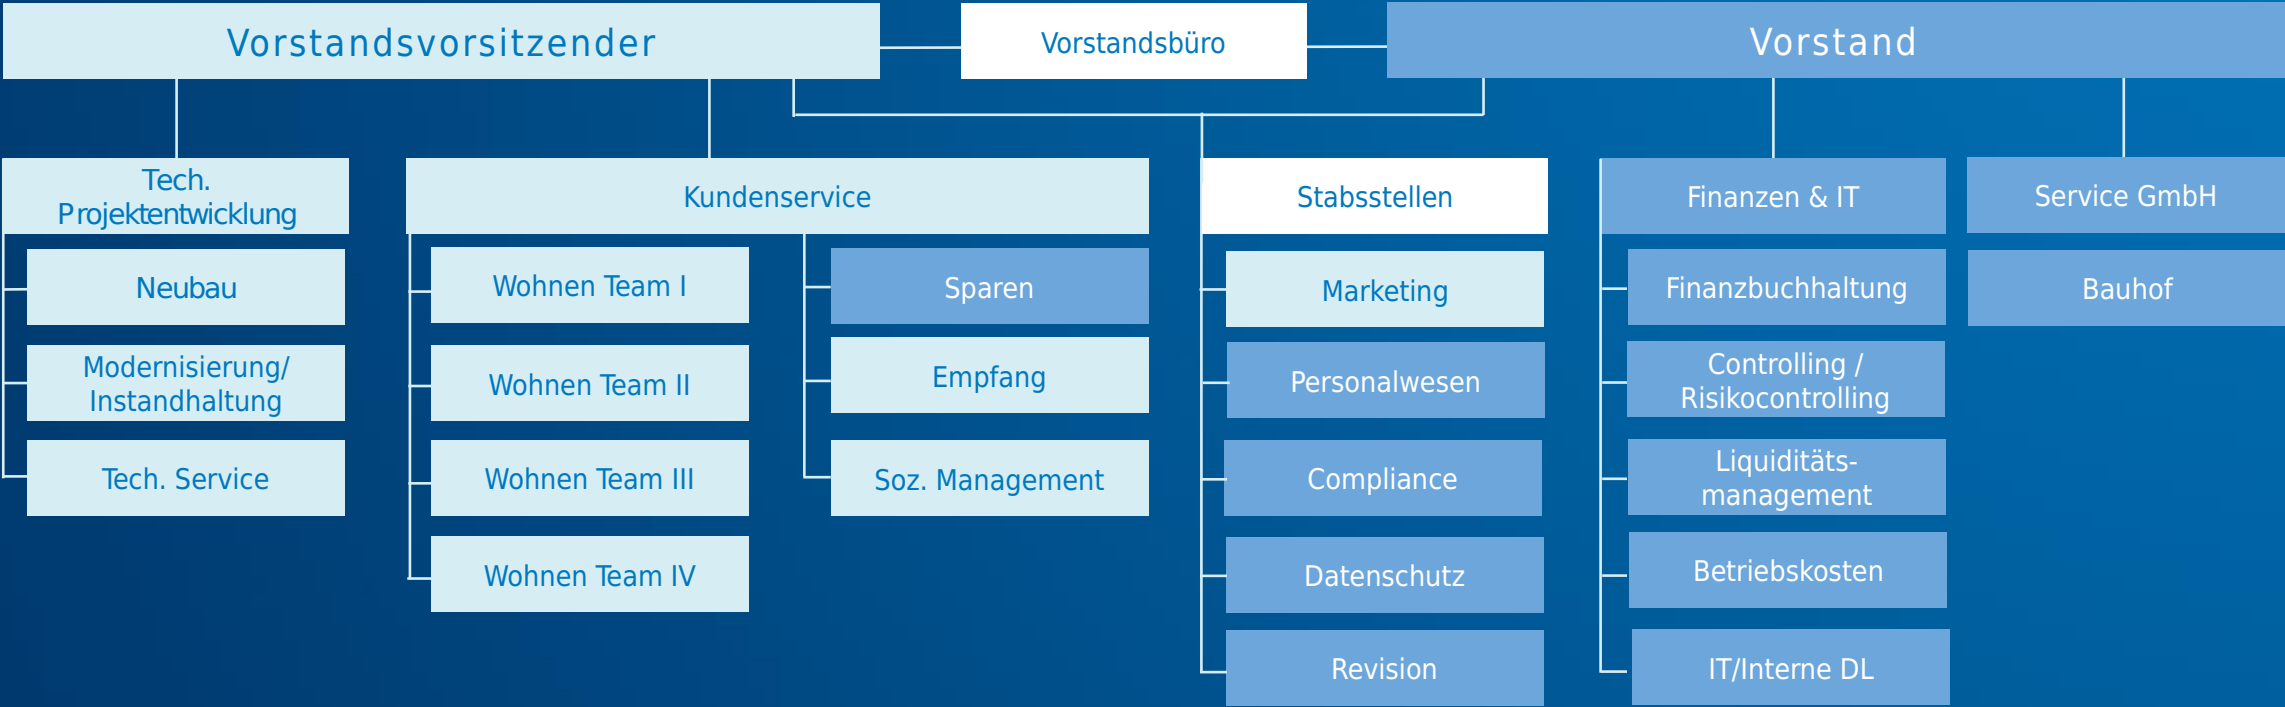 Vorstandsvorsitzender
Vorstandsbüro
Vorstand
Tech.
Projektentwicklung
Kundenservice
Stabsstellen
Finanzen & IT
Service GmbH
Neubau
Modernisierung/
Instandhaltung
Tech. Service
Wohnen Team I
Wohnen Team II
Wohnen Team III
Wohnen Team IV
Sparen
Empfang
Soz. Management
Marketing
Personalwesen
Compliance
Datenschutz
Revision
Finanzbuchhaltung
Controlling /
Risikocontrolling
Liquiditäts-
management
Betriebskosten
IT/Interne DL
Bauhof